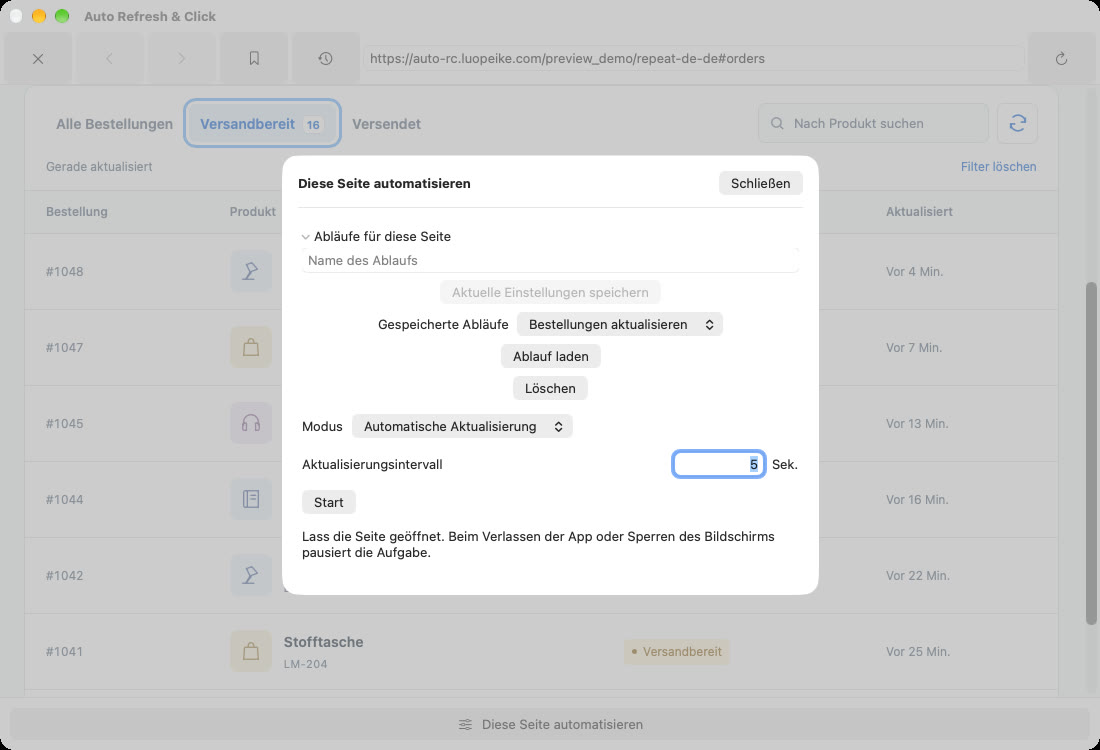 Auto Refresh & Click
https://auto-rc.luopeike.com/preview_demo/repeat-de-de#orders
Alle Bestellungen
Versandbereit 16
Versendet
Nach Produkt suchen
Gerade aktualisiert
Filter löschen
Bestellung
Produkt
Aktualisiert
Diese Seite automatisieren
Schließen
Abläufe für diese Seite
Name des Ablaufs
Aktuelle Einstellungen speichern
Gespeicherte Abläufe
Bestellungen aktualisieren
Ablauf laden
Löschen
Modus
Automatische Aktualisierung
Aktualisierungsintervall
5 Sek.
Start
Lass die Seite geöffnet. Beim Verlassen der App oder Sperren des Bildschirms
pausiert die Aufgabe.
#1048
Vor 4 Min.
#1047
Vor 7 Min.
#1045
Vor 13 Min.
#1044
Vor 16 Min.
#1042
Vor 22 Min.
#1041
Stofftasche
LM-204
Versandbereit
Vor 25 Min.
Diese Seite automatisieren